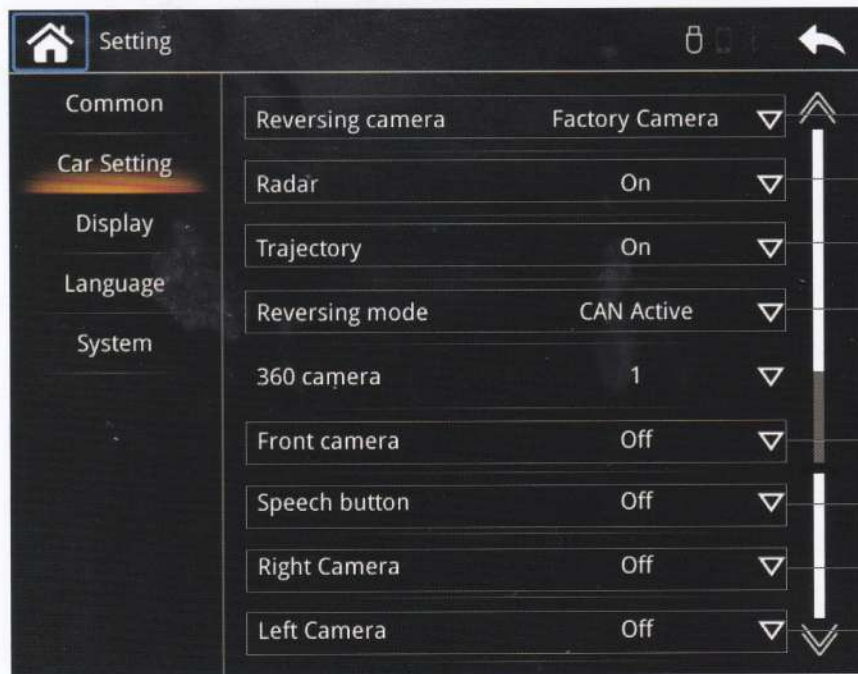 Setting
Common
Car Setting
Display
Language
System
Reversing camera Factory Camera
Radar On
Trajectory On
Reversing mode CAN Active
360 camera 1
Front camera Off
Speech button Off
Right Camera Off
Left Camera Off